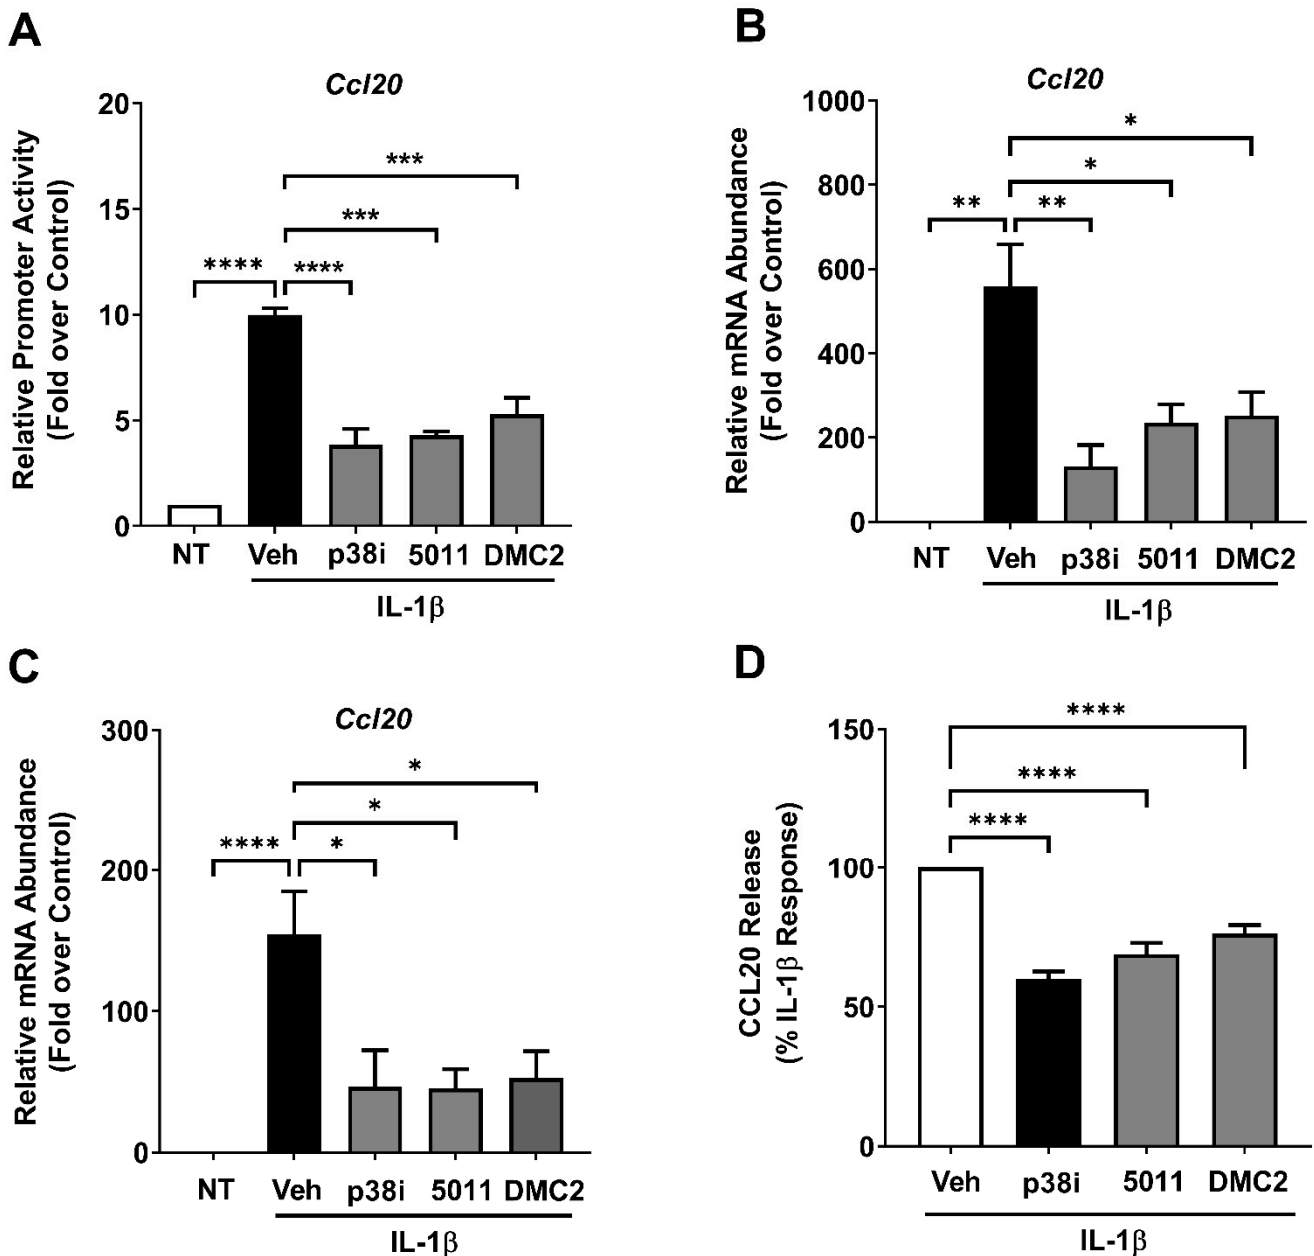 A
Ccl20
Relative Promoter Activity
(Fold over Control)
20
15
10
5
0
****
****
***
***
NT Veh p38i 5011 DMC2
IL-1β
B
Ccl20
Relative mRNA Abundance
(Fold over Control)
1000
800
600
400
200
0
**
**
*
*
NT Veh p38i 5011 DMC2
IL-1β
C
Ccl20
Relative mRNA Abundance
(Fold over Control)
300
200
100
0
****
*
*
*
NT Veh p38i 5011 DMC2
IL-1β
D
CCL20 Release
(% IL-1β Response)
150
100
50
0
****
****
****
Veh p38i 5011 DMC2
IL-1β